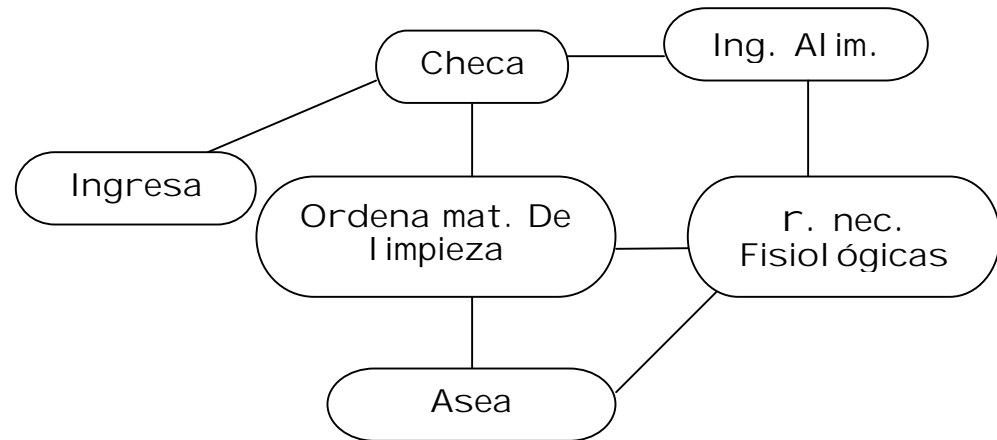 Checa
Ing. Alim.
Ingresa
Ordena mat. De
limpieza
r. nec.
Fisiológicas
Asea